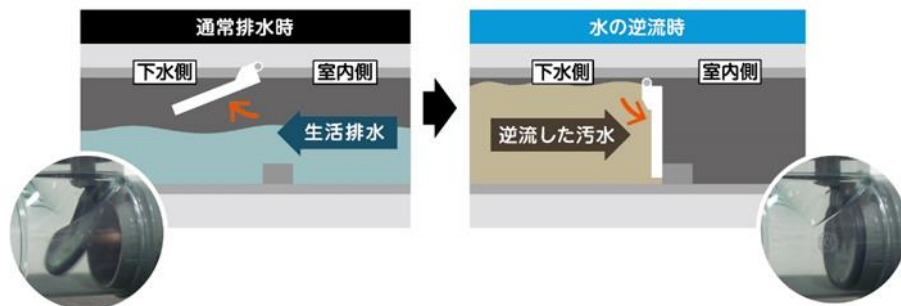 通常排水時
下水側
室内側
生活排水
水の逆流時
下水側
室内側
逆流した汚水